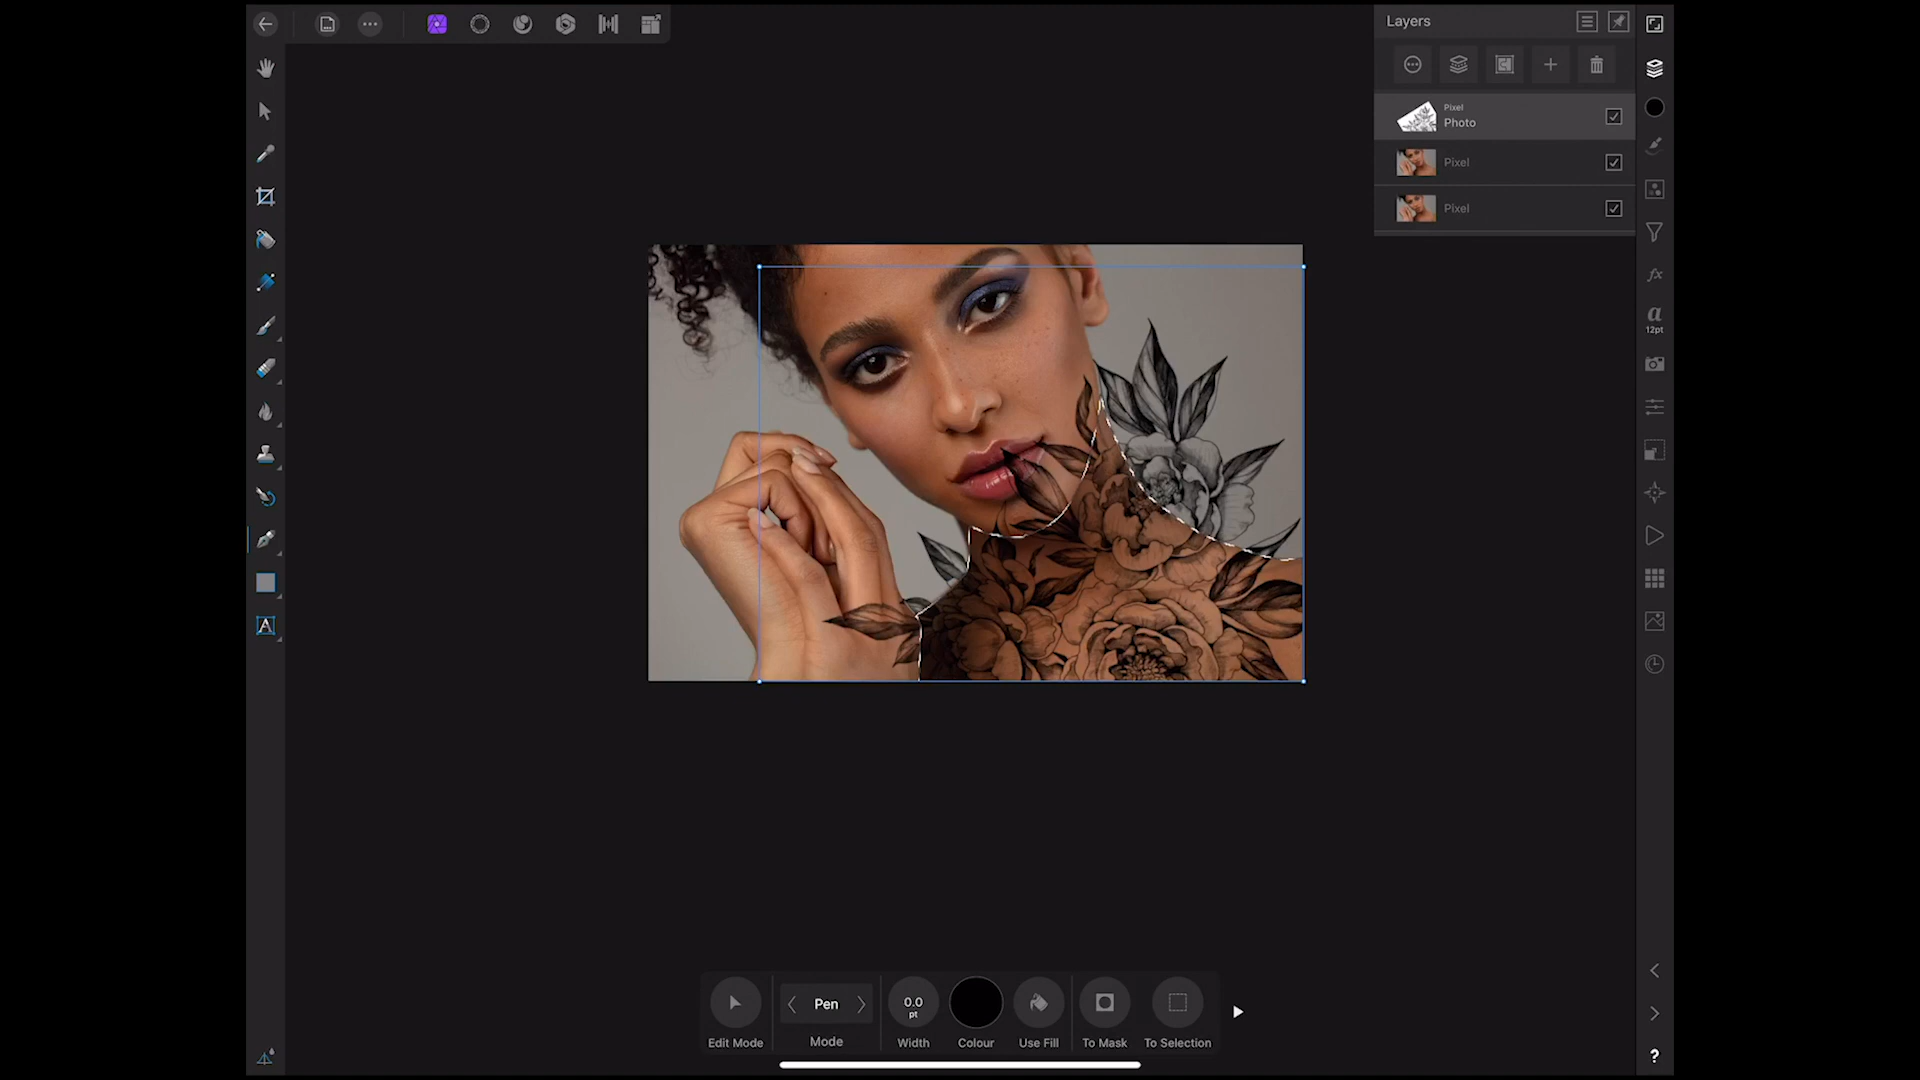 Layers
Pixel
Photo
Pixel
Pixel
a
12pt
A
Pen
0.0
pt
Edit Mode
Mode
Width
Colour
Use Fill
To Mask
To Selection
?